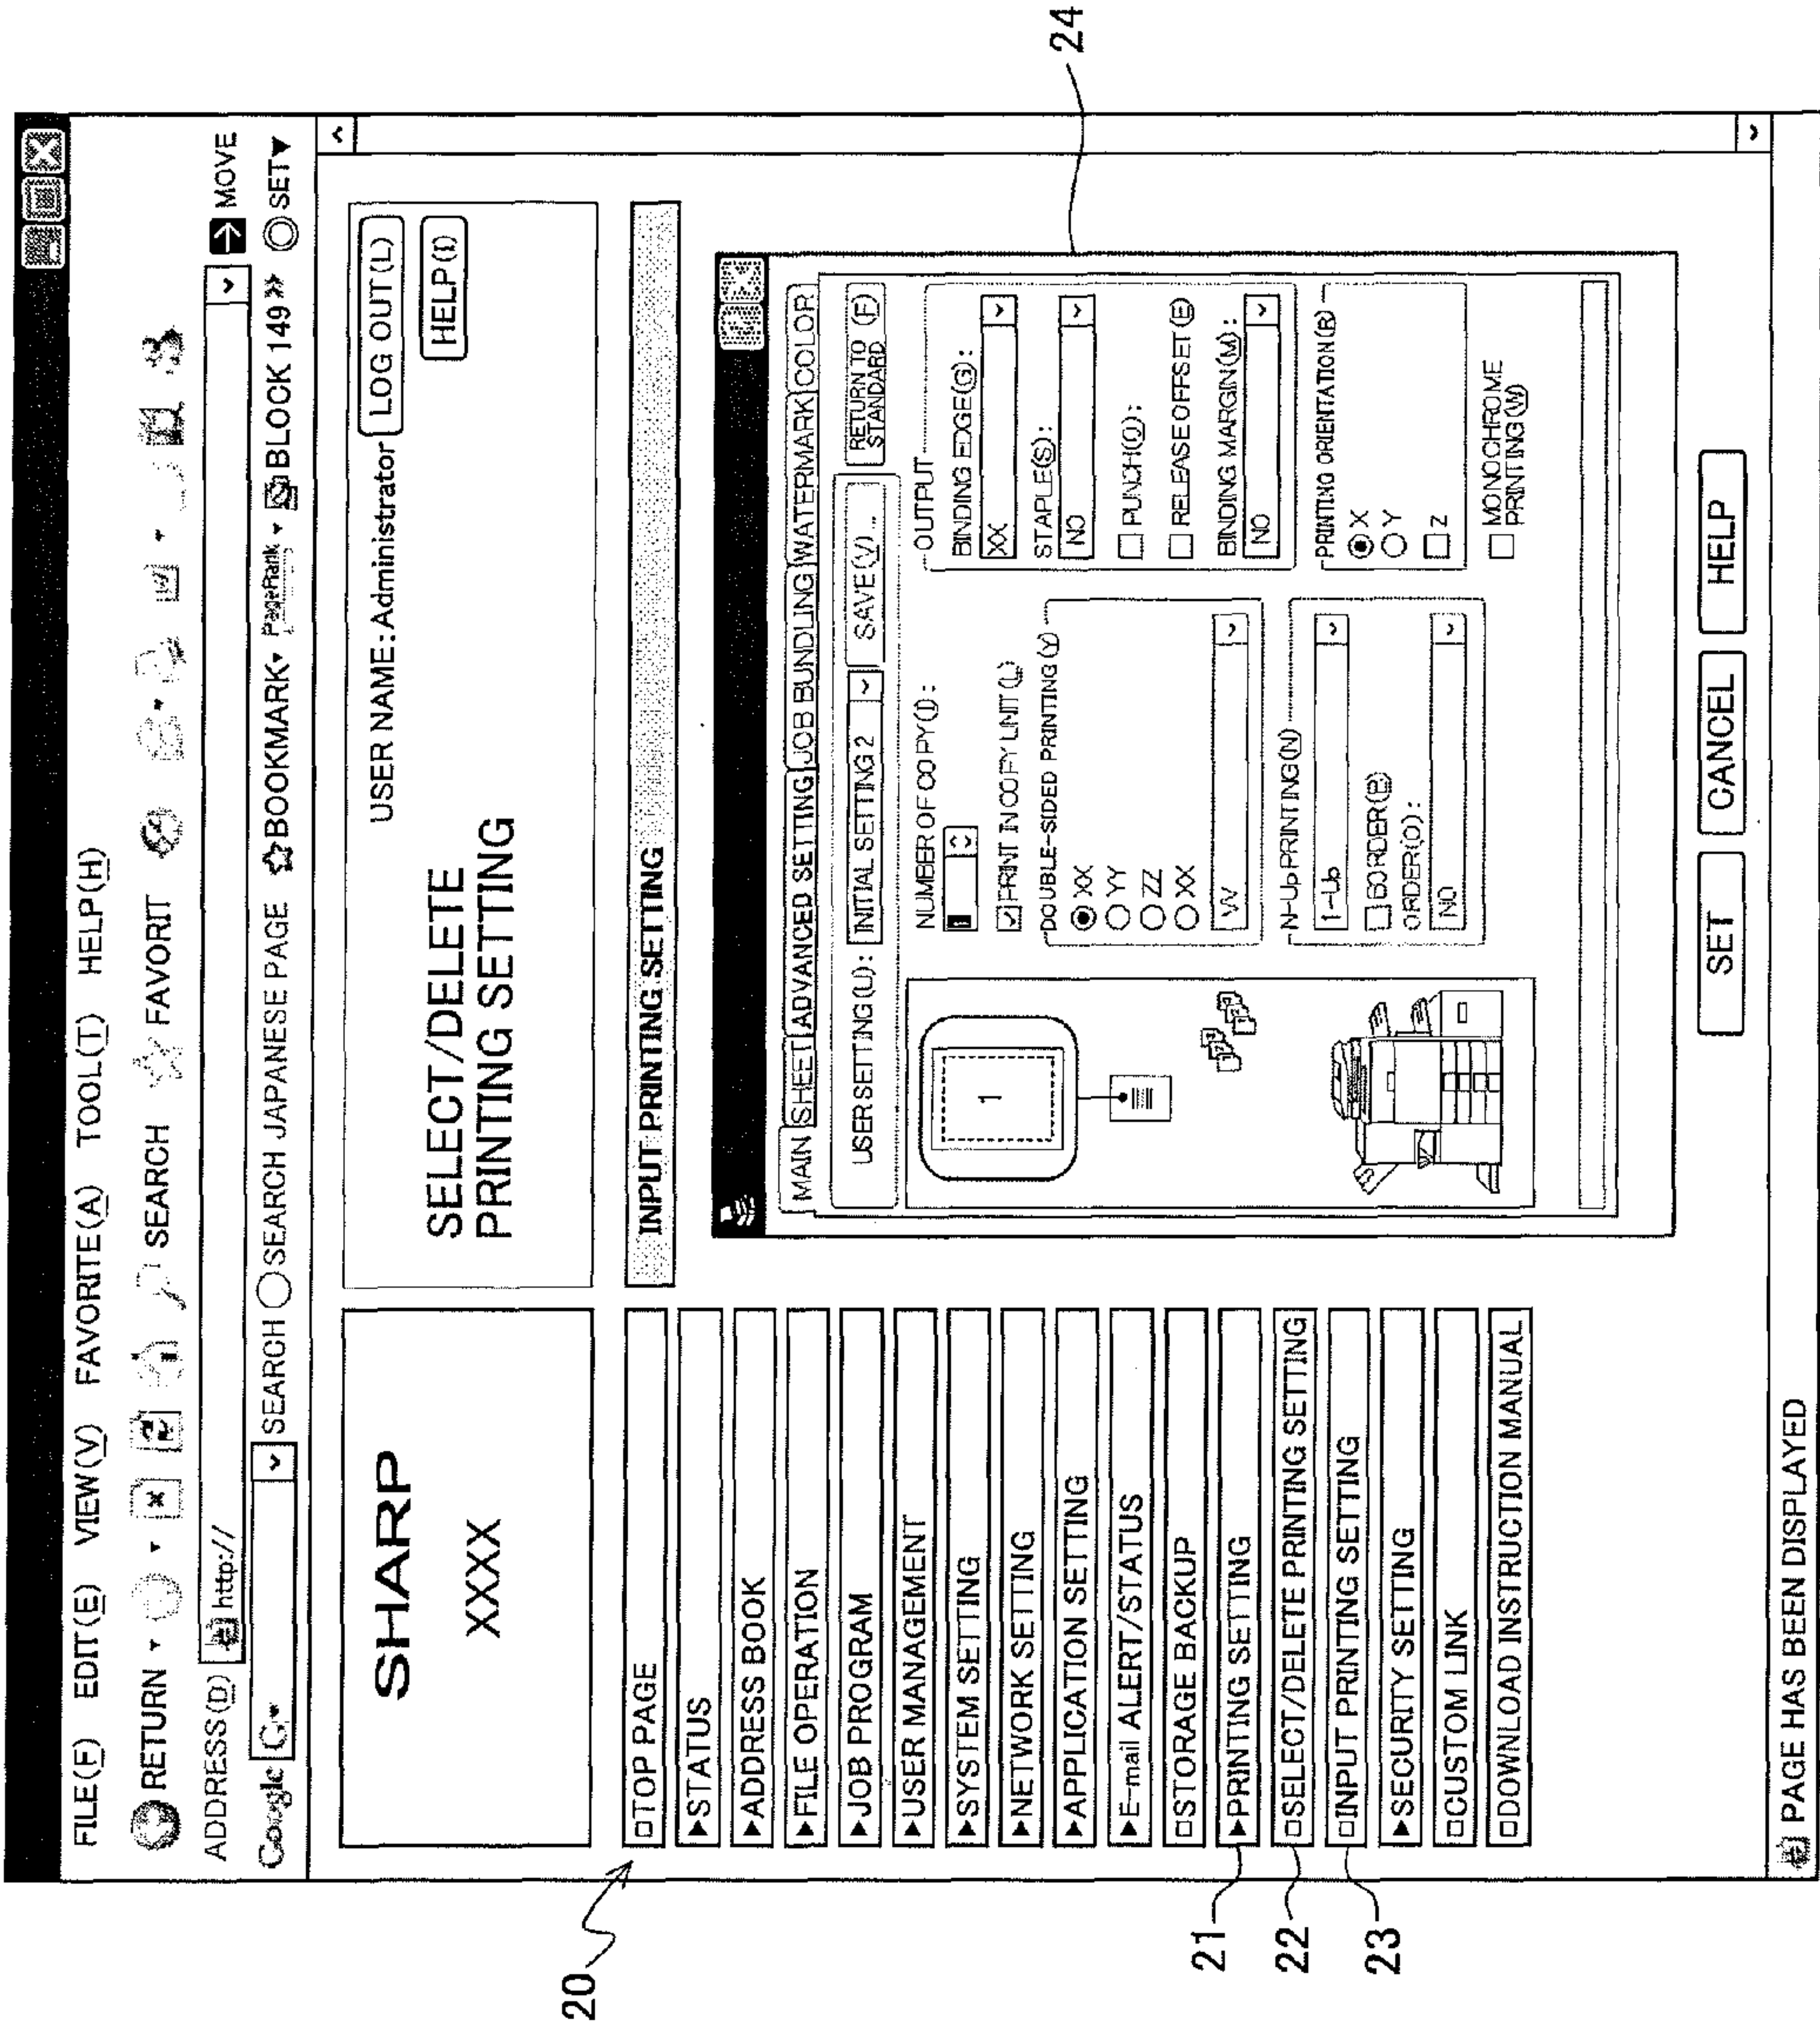 FILE(F) EDIT(E) VIEW(V) FAVORITE(A) TOOL(T) HELP(H)
RETURN SEARCH FAVORIT
ADDRESS(D) http:// MOVE
Google G SEARCH SEARCH JAPANESE PAGE BOOKMARK PageRank BLOCK 149 » SET
SHARP
XXXX
USER NAME:Administrator LOG OUT(L)
HELP(I)
SELECT/DELETE
PRINTING SETTING
INPUT PRINTING SETTING
20
TOP PAGE
STATUS
ADDRESS BOOK
FILE OPERATION
JOB PROGRAM
USER MANAGEMENT
SYSTEM SETTING
NETWORK SETTING
APPLICATION SETTING
E-mail ALERT/STATUS
STORAGE BACKUP
21 PRINTING SETTING
22 SELECT/DELETE PRINTING SETTING
23 INPUT PRINTING SETTING
SECURITY SETTING
CUSTOM LINK
DOWNLOAD INSTRUCTION MANUAL
24
MAIN SHEET ADVANCED SETTING JOB BUNDLING WATERMARK COLOR
USER SETTING(U): INITIAL SETTING 2 SAVE(V)... RETURN TO STANDARD (F)
1
NUMBER OF COPY(I):
1
PRINT IN COPY UNIT(L)
DOUBLE-SIDED PRINTING(Y)
XX
YY
ZZ
XX
W
N-Up PRINTING(N)
1-Up
BORDER(P)
ORDER(O):
NO
OUTPUT
BINDING EDGE(G):
XX
STAPLE(S):
NO
PUNCH(Q):
RELEASE OFFSET(E)
BINDING MARGIN(M):
NO
PRINTING ORIENTATION(R)
X
Y
Z
MONOCHROME
PRINTING(W)
SET CANCEL HELP
PAGE HAS BEEN DISPLAYED